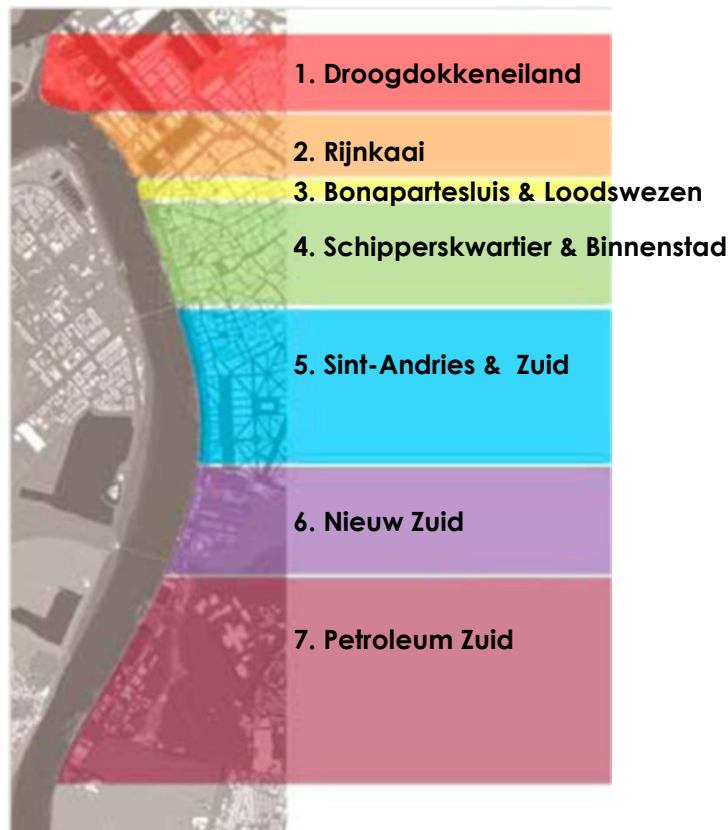 1. Droogdokkeneiland
2. Rijnkaai
3. Bonapartesluis & Loodswezen
4. Schipperskwartier & Binnenstad
5. Sint-Andries & Zuid
6. Nieuw Zuid
7. Petroleum Zuid